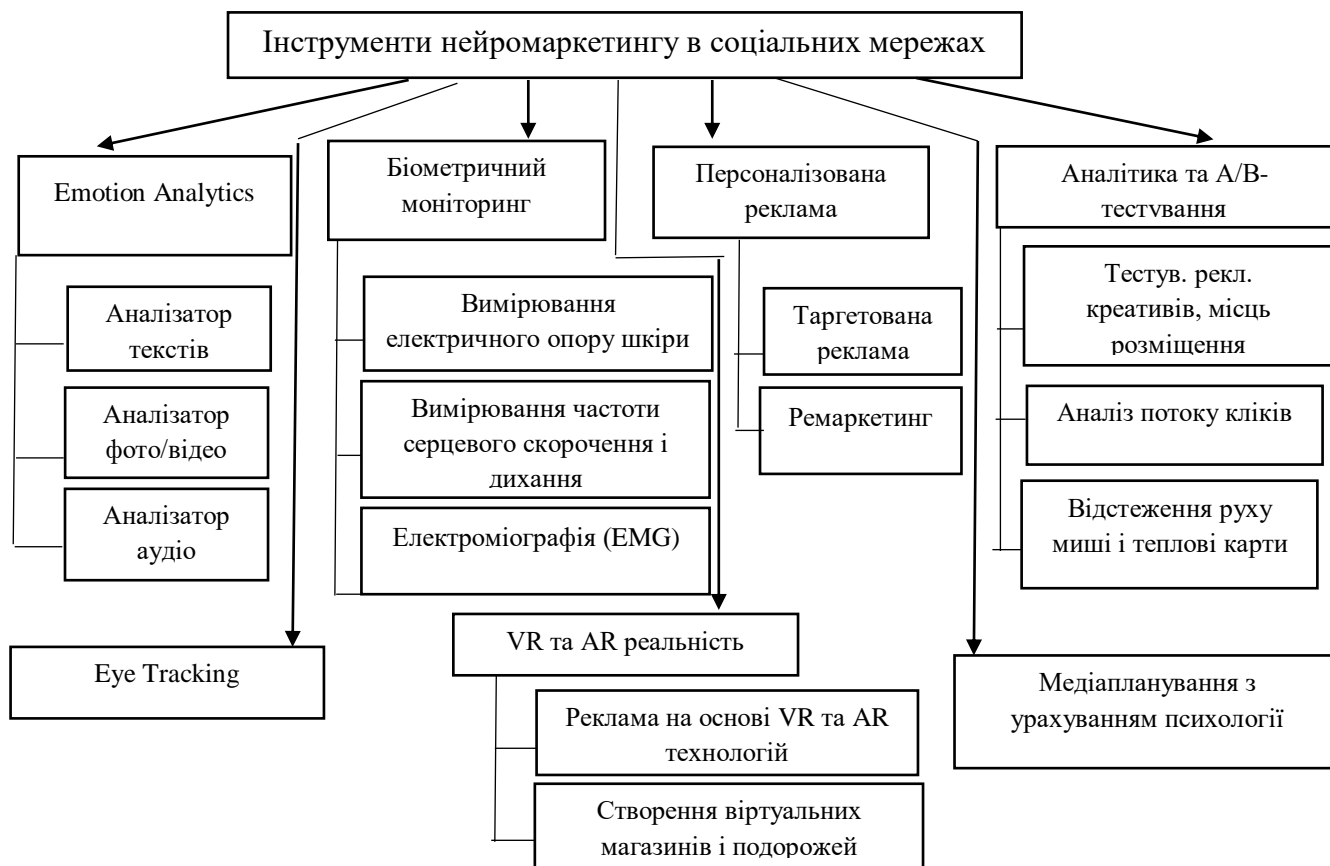 Інструменти нейромаркетингу в соціальних мережах
Emotion Analytics
Аналізатор
текстів
Аналізатор
фото/відео
Аналізатор
аудіо
Eye Tracking
Біометричний
моніторинг
Вимірювання
електричного опору шкіри
Вимірювання частоти
серцевого скорочення і
дихання
Електроміографія (EMG)
VR та AR реальність
Реклама на основі VR та AR
технологій
Створення віртуальних
магазинів і подорожей
Персоналізована
реклама
Таргетована
реклама
Ремаркетинг
Аналітика та А/В-
тестування
Тестув. рекл.
креативів, місць
розміщення
Аналіз потоку кліків
Відстеження руху
миші і теплові карти
Медіапланування з
урахуванням психології